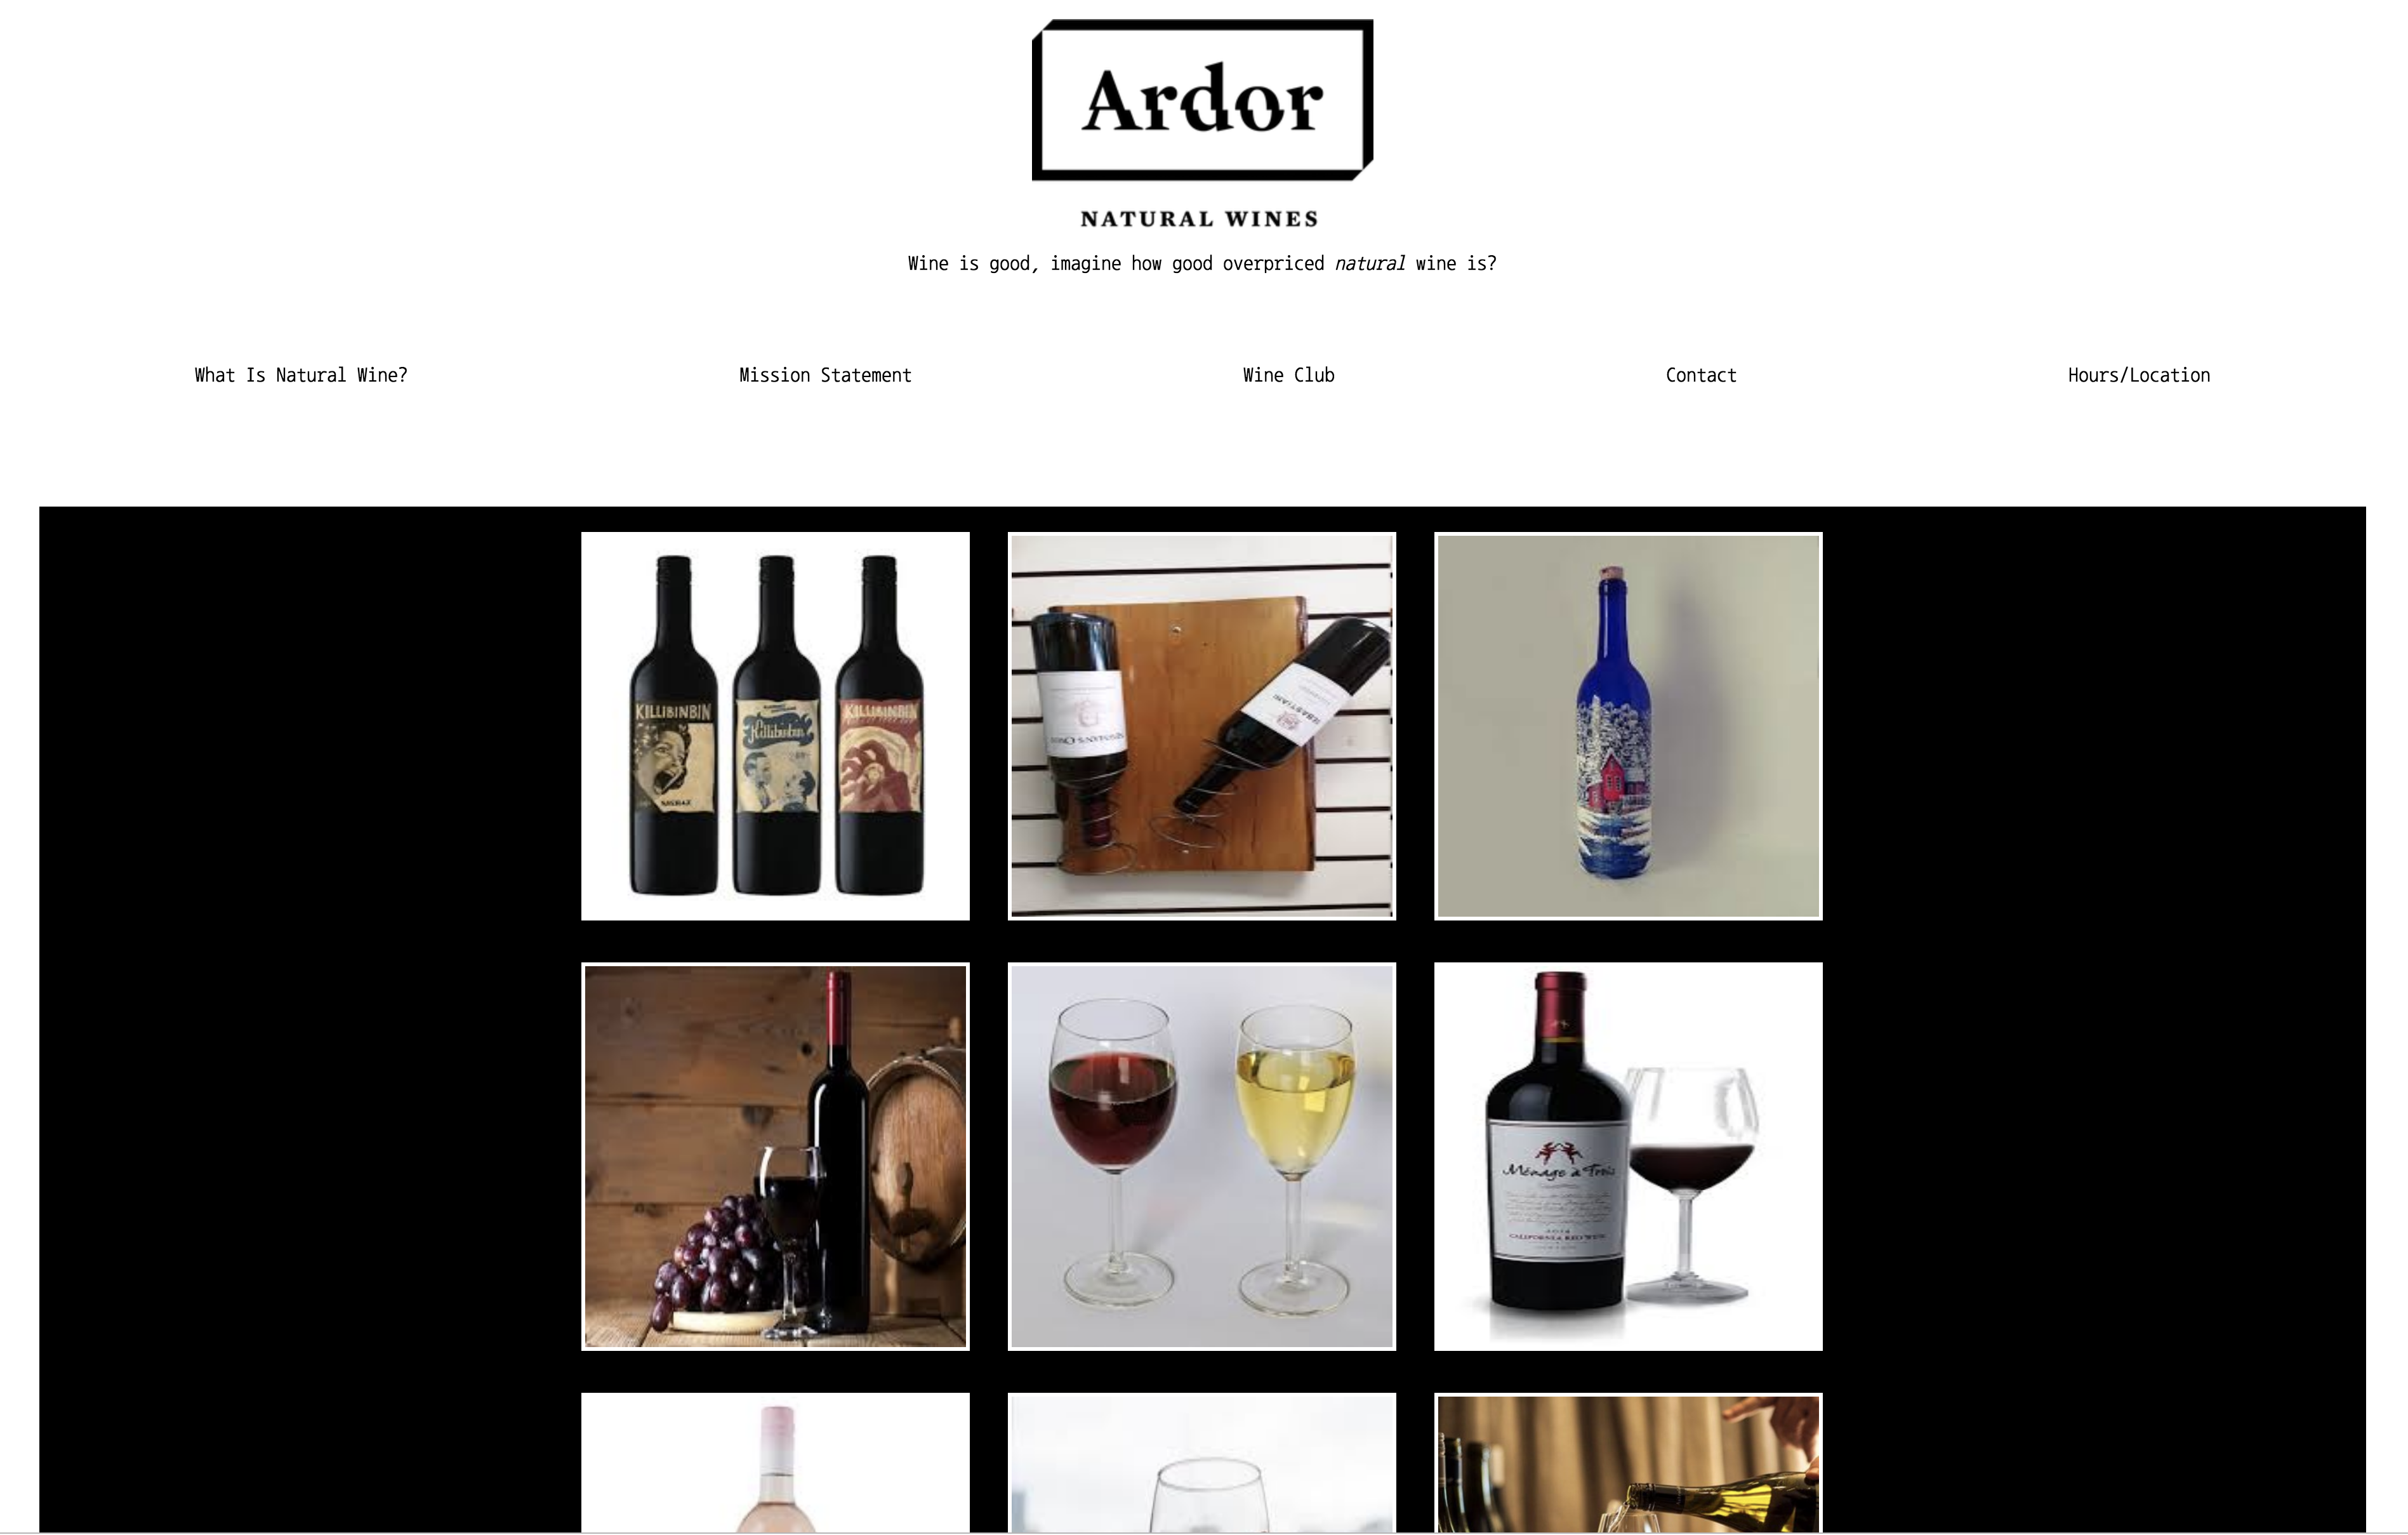 Ardor
NATURAL WINES
Wine is good, imagine how good overpriced natural wine is?
What Is Natural Wine? Mission Statement Wine Club Contact Hours/Location
KILLIBINBIN
SHIRAZ
Killibinbin
KILLIBINBIN
SEBASTIANI
Ménage à Trois
CALIFORNIA RED WINE